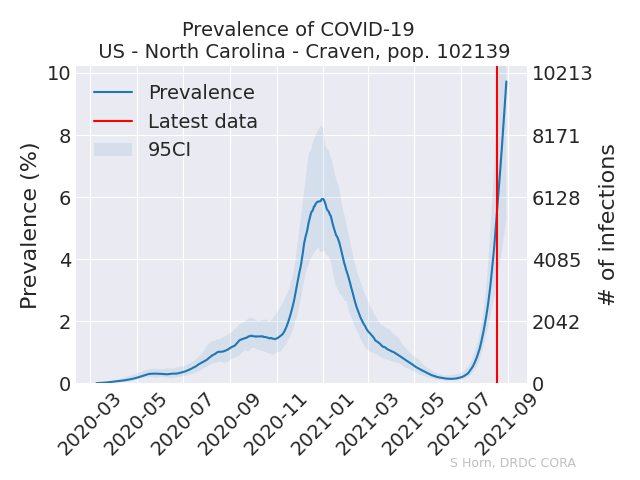 Prevalence of COVID-19
US - North Carolina - Craven, pop. 102139
Prevalence
Latest data
95CI
Prevalence (%)
10
8
6
4
2
0
10213
8171
6128
4085
2042
0
# of infections
2020-03
2020-05
2020-07
2020-09
2020-11
2021-01
2021-03
2021-05
2021-07
2021-09
S Horn, DRDC CORA